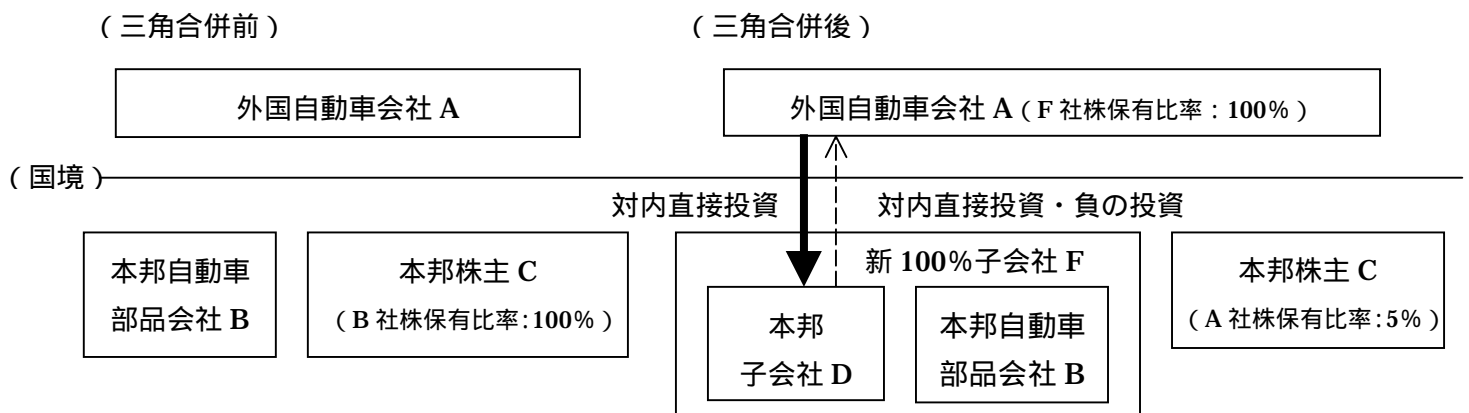 （三角合併前）
（三角合併後）
外国自動車会社 A
外国自動車会社 A（F 社株保有比率：100%）
（国境）
対内直接投資
対内直接投資・負の投資
本邦自動車
部品会社 B
本邦株主 C
（B 社株保有比率：100%）
新 100%子会社 F
本邦
子会社 D
本邦自動車
部品会社 B
本邦株主 C
（A 社株保有比率：5%）